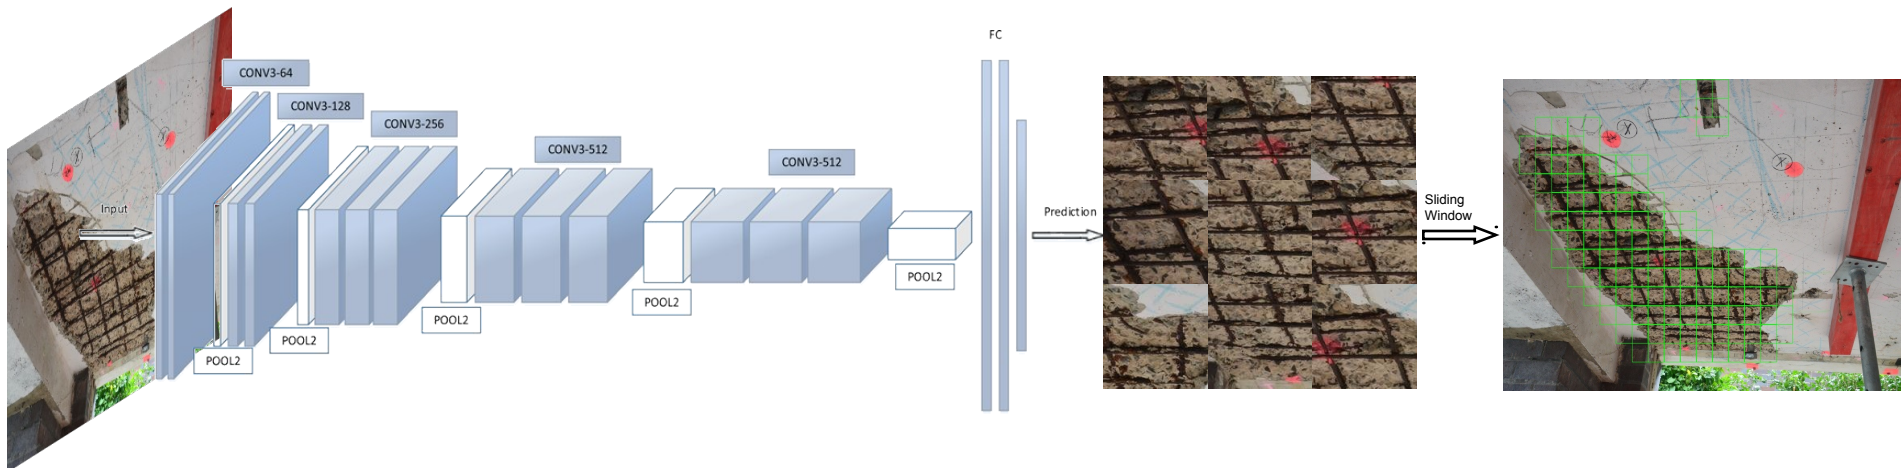 Input
CONV3-64
CONV3-128
CONV3-256
CONV3-512
CONV3-512
POOL2
POOL2
POOL2
POOL2
POOL2
FC
Prediction
Sliding
Window
X
X